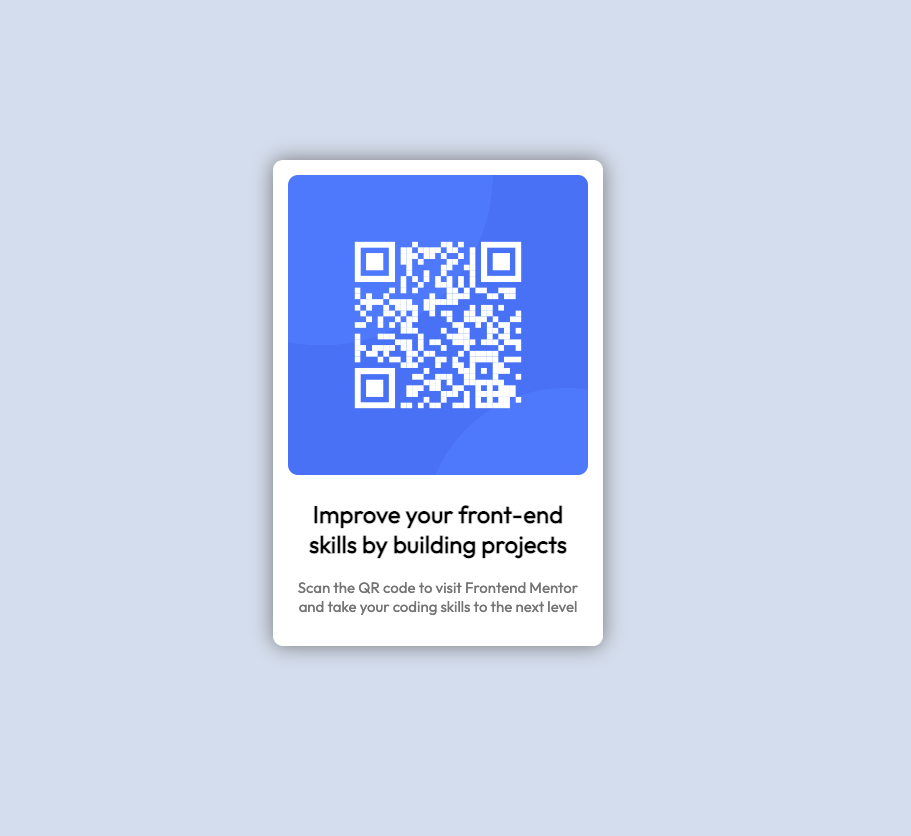 Improve your front-end
skills by building projects
Scan the QR code to visit Frontend Mentor
and take your coding skills to the next level